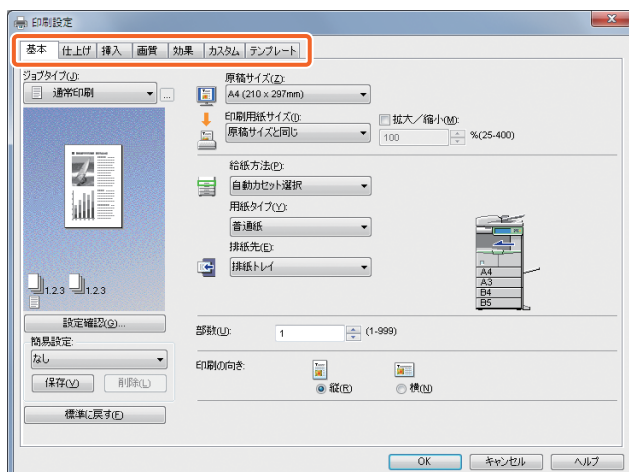 印刷設定
基本 仕上げ 挿入 画質 効果 カスタム テンプレート
ジョブタイプ(J):
通常印刷
...
1.2.3 1.2.3
設定確認(G)...
簡易設定:
なし
保存(V) 削除(L)
標準に戻す(F)
原稿サイズ(Z):
A4 (210 x 297mm)
印刷用紙サイズ(I):
原稿サイズと同じ
拡大/縮小(M):
100 %(25-400)
給紙方法(P):
自動カセット選択
用紙タイプ(Y):
普通紙
排紙先(E):
排紙トレイ
A4
A3
B4
B5
部数(U): 1 (1-999)
印刷の向き:
縦(R) 横(N)
OK キャンセル ヘルプ